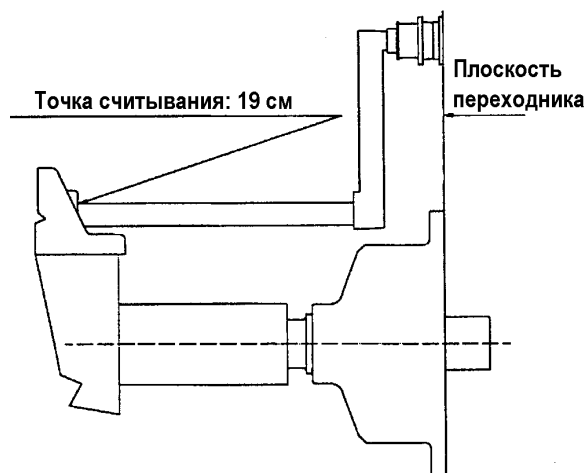 Точка считывания: 19 см
Плоскость
переходника